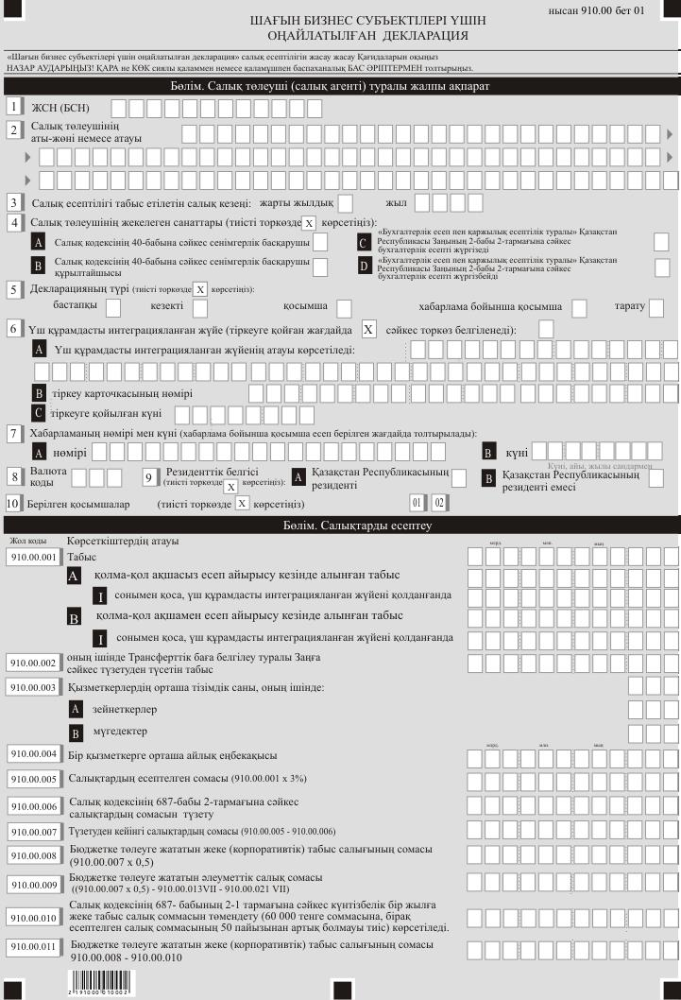 нысан 910.00 бет 01
ШАҒЫН БИЗНЕС СУБЪЕКТІЛЕРІ ҮШІН
ОҢАЙЛАТЫЛҒАН ДЕКЛАРАЦИЯ
«Шағын бизнес субъектілері үшін оңайлатылған декларация» салық есептілігін жасау жасау Қағидаларын оқыңыз
НАЗАР АУДАРЫҢЫЗ! ҚАРА не КӨК сиялы қаламмен немесе қаламұшпен баспаханалық БАС ӘРІПТЕРМЕН толтырыңыз.
Бөлім. Салық төлеуші (салық агенті) туралы жалпы ақпарат
1 ЖСН (БСН)
2 Салық төлеушінің
аты-жөні немесе атауы
3 Салық есептілігі табыс етілетін салық кезеңі: жарты жылдық жыл
4 Салық төлеушінің жекелеген санаттары (тиісті торкөзде X көрсетіңіз):
A Салық кодексінің 40-бабына сәйкес сенімгерлік басқарушы
C «Бухгалтерлік есеп пен қаржылық есептілік туралы» Қазақстан
Республикасы Заңының 2-бабы 2-тармағына сәйкес
бухгалтерлік есепті жүргізеді
B Салық кодексінің 40-бабына сәйкес сенімгерлік басқару
құрылтайшысы
D «Бухгалтерлік есеп пен қаржылық есептілік туралы» Қазақстан
Республикасы Заңының 2-бабы 2-тармағына сәйкес
бухгалтерлік есепті жүргізбейді
5 Декларацияның түрі (тиісті торкөзде X көрсетіңіз):
бастапқы кезекті қосымша хабарлама бойынша қосымша тарату
6 Үш құрамдасты интеграцияланған жүйе (тіркеуге қойған жағдайда X сәйкес торкөз белгіленеді):
A Үш құрамдасты интеграцияланған жүйенің атауы көрсетіледі:
B тіркеу карточкасының нөмірі
C тіркеуге қойылған күні
7 Хабарламаның нөмірі мен күні (хабарлама бойынша қосымша есеп берілген жағдайда толтырылады):
A нөмірі B күні
Күні, айы, жылы сандармен
8 Валюта
коды
9 Резиденттік белгісі
(тиісті торкөзде X көрсетіңіз):
A Қазақстан Республикасының
резиденті
B Қазақстан Республикасының
резиденті емесі
10 Берілген қосымшалар (тиісті торкөзде X көрсетіңіз) 01 02
Бөлім. Салықтарды есептеу
Жол коды Көрсеткіштердің атауы
млрд. млн. мың
910.00.001 Табыс
A қолма-қол ақшасыз есеп айырысу кезінде алынған табыс
I сонымен қоса, үш құрамдасты интеграцияланған жүйені қолданғанда
B қолма-қол ақшамен есеп айырысу кезінде алынған табыс
I сонымен қоса, үш құрамдасты интеграцияланған жүйені қолданғанда
910.00.002 оның ішінде Трансферттік баға белгілеу туралы Заңға
сәйкес түзетуден түсетін табыс
910.00.003 Қызметкерлердің орташа тізімдік саны, оның ішінде:
A зейнеткерлер
B мүгедектер
млрд. млн. мың
910.00.004 Бір қызметкерге орташа айлық еңбекақысы
910.00.005 Салықтардың есептелген сомасы (910.00.001 х 3%)
910.00.006 Салық кодексінің 687-бабы 2-тармағына сәйкес
салықтардың сомасын түзету
910.00.007 Түзетуден кейінгі салықтардың сомасы (910.00.005 - 910.00.006)
910.00.008 Бюджетке төлеуге жататын жеке (корпоративтік) табыс салығының сомасы
(910.00.007 х 0,5)
910.00.009 Бюджетке төлеуге жататын әлеуметтік салық сомасы
((910.00.007 х 0,5) - 910.00.013VII - 910.00.021 VII)
910.00.010 Салық кодексінің 687- бабының 2-1 тармағына сәйкес күнтізбелік бір жылға
жеке табыс салық соммасын төмендету (60 000 тенге соммасына, бірақ
есептелген салық соммасының 50 пайызынан артық болмауы тиіс) көрсетіледі.
910.00.011 Бюджетке төлеуге жататын жеке (корпоративтік) табыс салығының сомасы
910.00.008 - 910.00.010
2191000010002